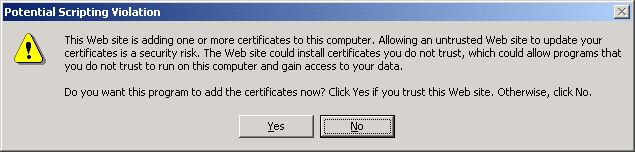 Potential Scripting Violation
This Web site is adding one or more certificates to this computer. Allowing an untrusted Web site to update your
certificates is a security risk. The Web site could install certificates you do not trust, which could allow programs that
you do not trust to run on this computer and gain access to your data.
Do you want this program to add the certificates now? Click Yes if you trust this Web site. Otherwise, click No.
Yes No